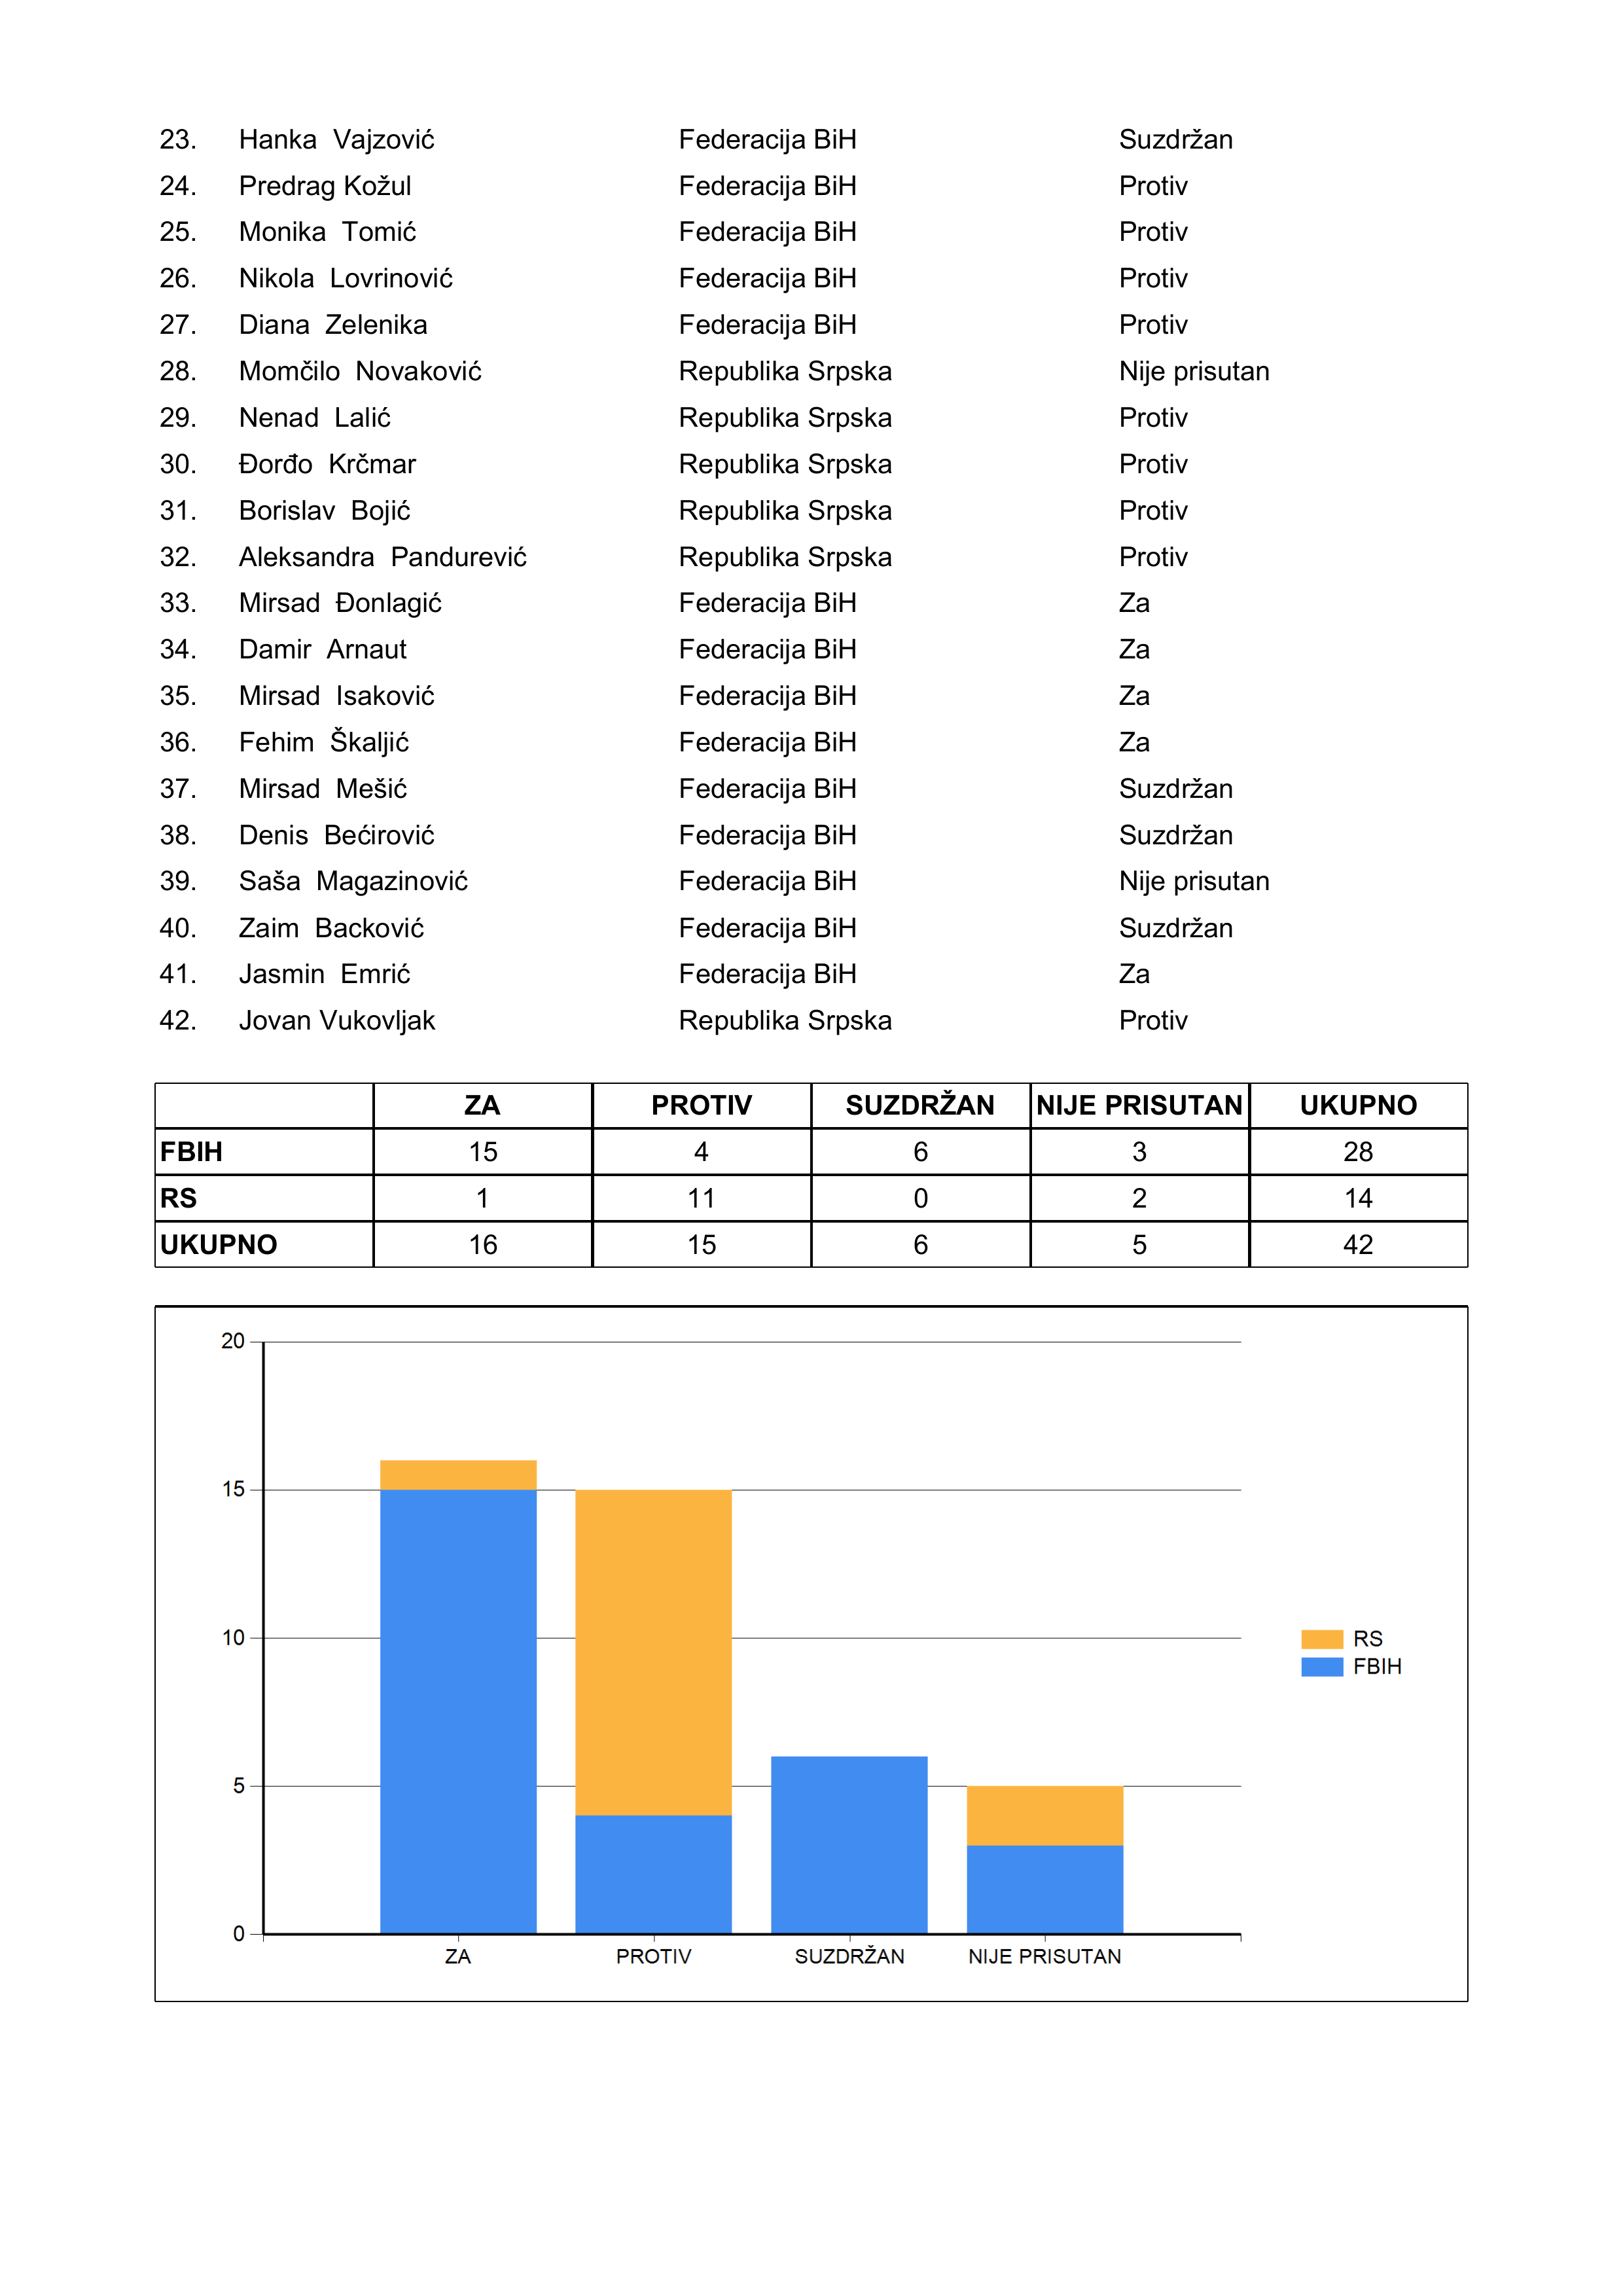 23. Hanka Vajzović Federacija BiH Suzdržan
24. Predrag Kožul Federacija BiH Protiv
25. Monika Tomić Federacija BiH Protiv
26. Nikola Lovrinović Federacija BiH Protiv
27. Diana Zelenika Federacija BiH Protiv
28. Momčilo Novaković Republika Srpska Nije prisutan
29. Nenad Lalić Republika Srpska Protiv
30. Đorđo Krčmar Republika Srpska Protiv
31. Borislav Bojić Republika Srpska Protiv
32. Aleksandra Pandurević Republika Srpska Protiv
33. Mirsad Đonlagić Federacija BiH Za
34. Damir Arnaut Federacija BiH Za
35. Mirsad Isaković Federacija BiH Za
36. Fehim Škaljić Federacija BiH Za
37. Mirsad Mešić Federacija BiH Suzdržan
38. Denis Bećirović Federacija BiH Suzdržan
39. Saša Magazinović Federacija BiH Nije prisutan
40. Zaim Backović Federacija BiH Suzdržan
41. Jasmin Emrić Federacija BiH Za
42. Jovan Vukovljak Republika Srpska Protiv
ZA PROTIV SUZDRŽAN NIJE PRISUTAN UKUPNO
FBIH 15 4 6 3 28
RS 1 11 0 2 14
UKUPNO 16 15 6 5 42
20
15
10
5
0
ZA PROTIV SUZDRŽAN NIJE PRISUTAN
RS
FBIH